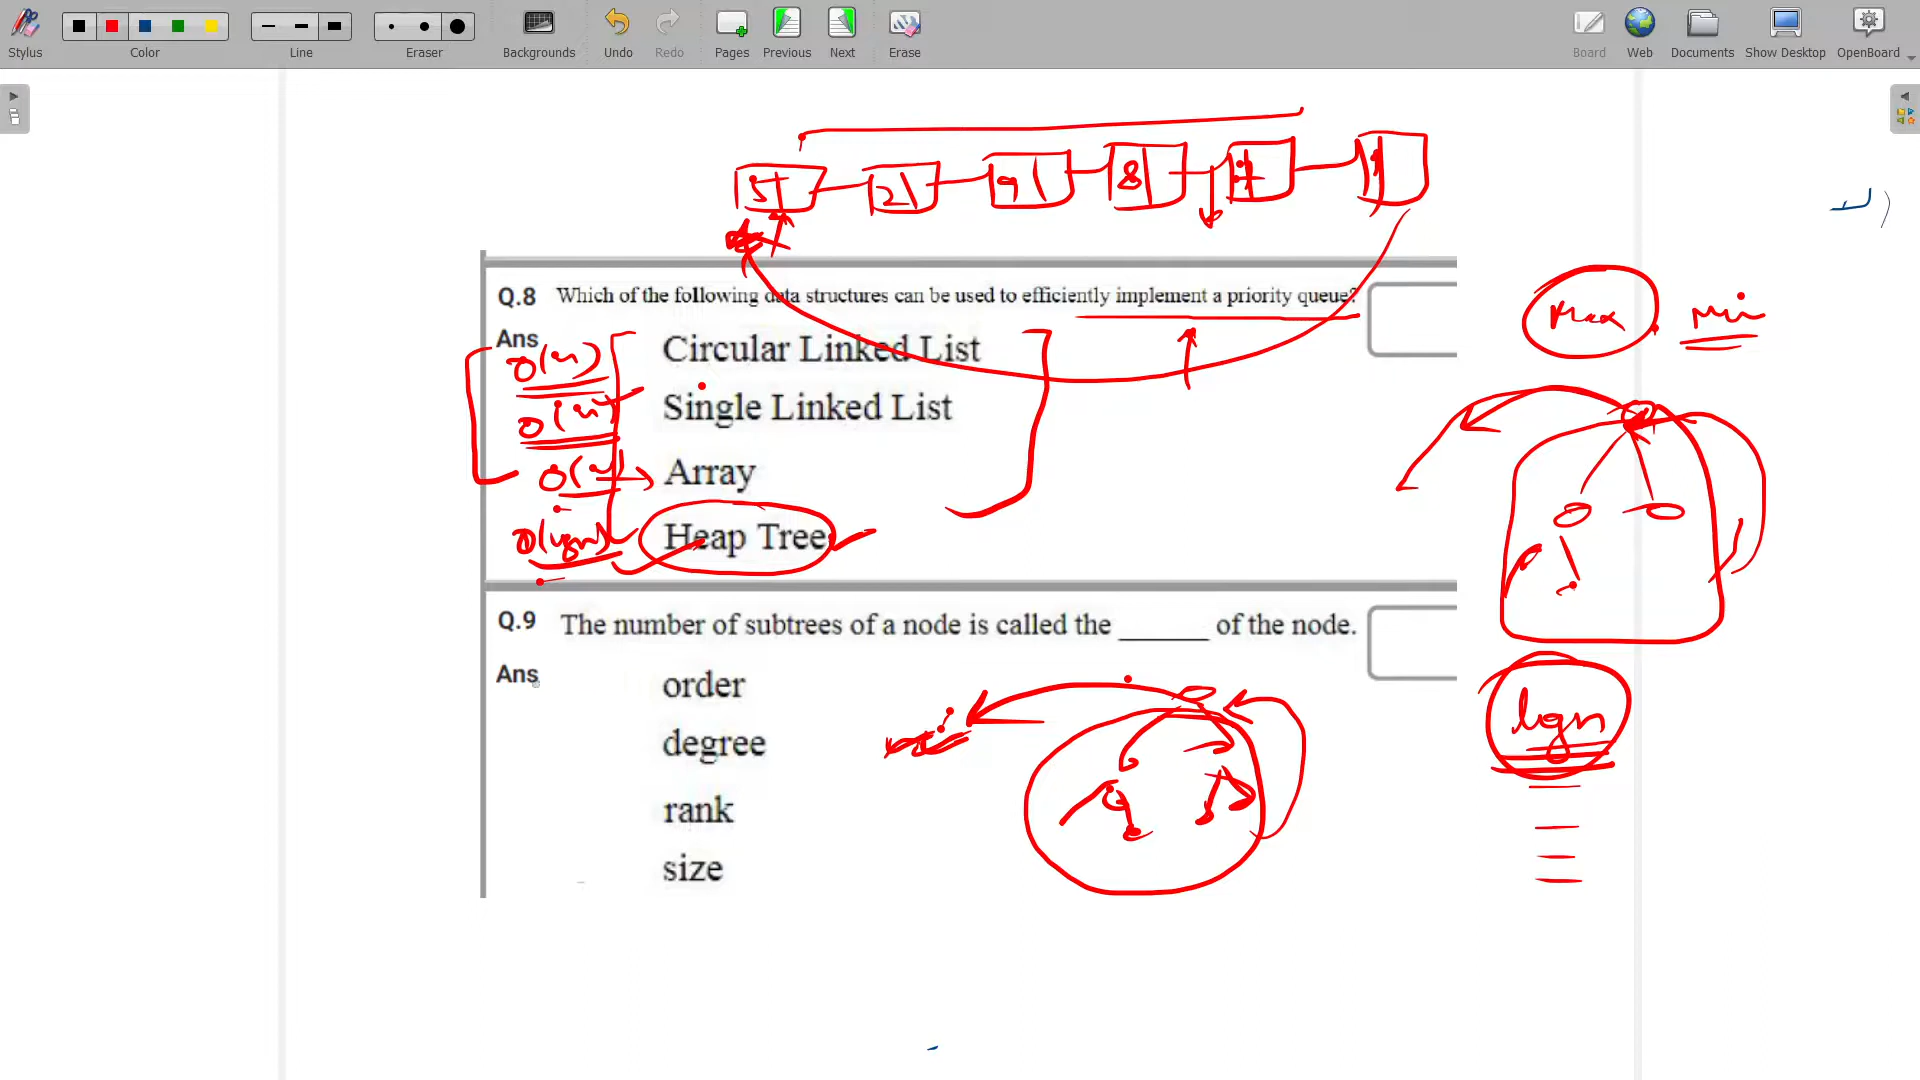 Stylus
Color
Line
Eraser
Backgrounds
Undo
Redo
Pages
Previous
Next
Erase
Board
Web
Documents
Show Desktop
OpenBoard
5 2 9 8 7 1
Q.8 Which of the following data structures can be used to efficiently implement a priority queue?
Max Min
Ans
O(n) Circular Linked List
O(n) Single Linked List
O(n) Array
O(lgn) Heap Tree
Q.9 The number of subtrees of a node is called the ______ of the node.
Ans
order
degree
rank
size
lgn